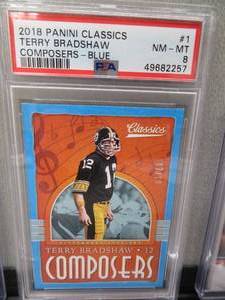 2018 PANINI CLASSICS #1
TERRY BRADSHAW NM-MT
COMPOSERS - BLUE 8
PSA 49682257
Classics
12
TERRY BRADSHAW • 12
COMPOSERS